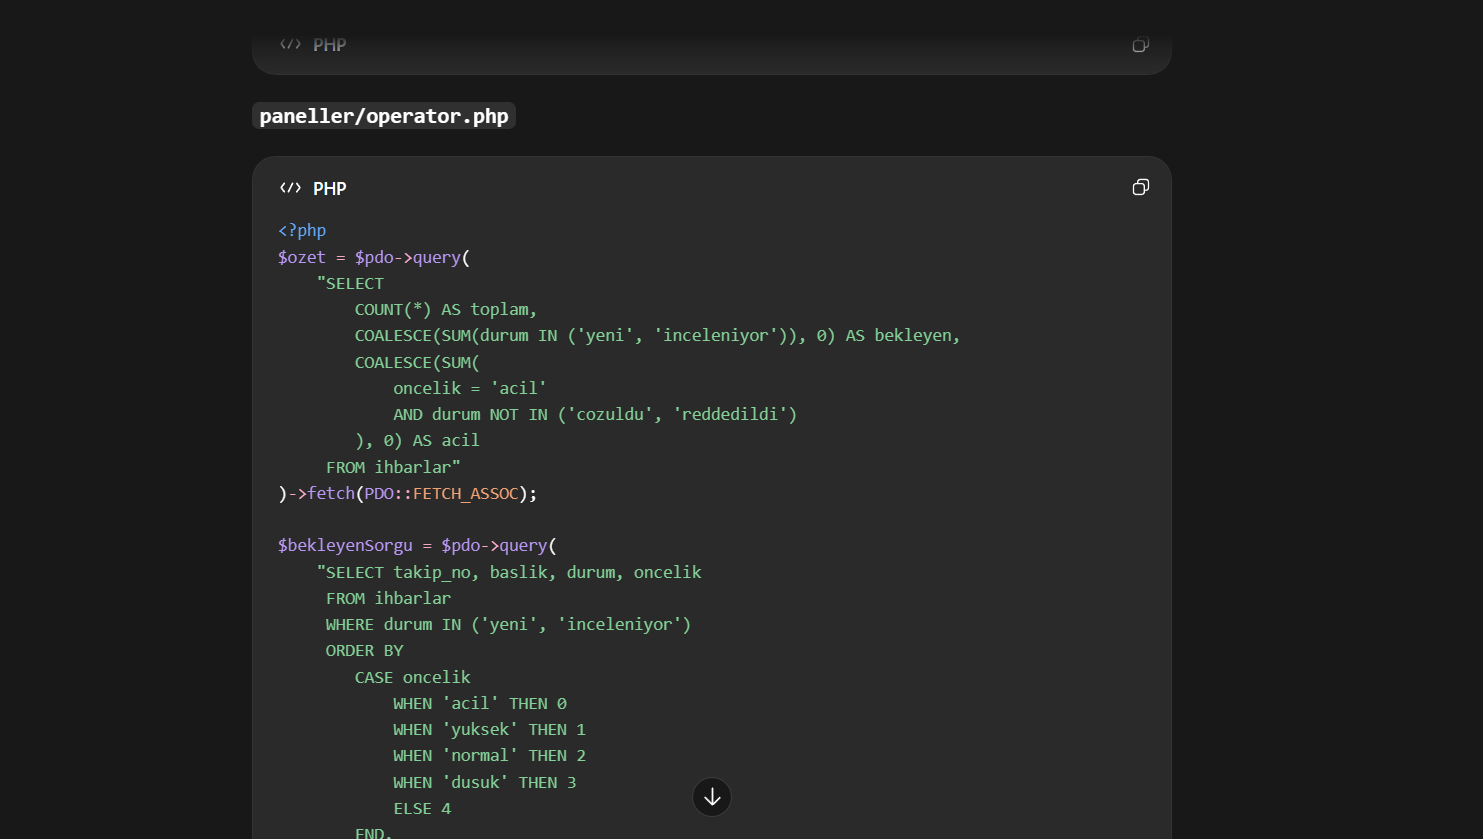 </> PHP
paneller/operator.php
</> PHP
<?php
$ozet = $pdo->query(
    "SELECT
        COUNT(*) AS toplam,
        COALESCE(SUM(durum IN ('yeni', 'inceleniyor')), 0) AS bekleyen,
        COALESCE(SUM(
            oncelik = 'acil'
            AND durum NOT IN ('cozuldu', 'reddedildi')
        ), 0) AS acil
     FROM ihbarlar"
)->fetch(PDO::FETCH_ASSOC);
$bekleyenSorgu = $pdo->query(
    "SELECT takip_no, baslik, durum, oncelik
     FROM ihbarlar
     WHERE durum IN ('yeni', 'inceleniyor')
     ORDER BY
        CASE oncelik
            WHEN 'acil' THEN 0
            WHEN 'yuksek' THEN 1
            WHEN 'normal' THEN 2
            WHEN 'dusuk' THEN 3
            ELSE 4
        END,